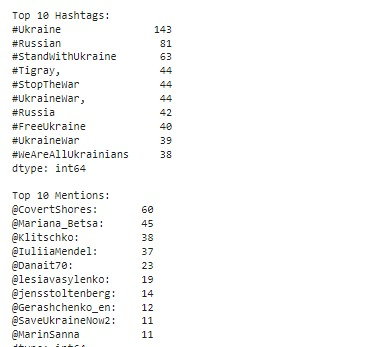 Top 10 Hashtags:
#Ukraine 143
#Russian 81
#StandWithUkraine 63
#Tigray, 44
#StopTheWar 44
#UkraineWar, 44
#Russia 42
#FreeUkraine 40
#UkraineWar 39
#WeAreAllUkrainians 38
dtype: int64
Top 10 Mentions:
@CovertShores: 60
@Mariana_Betsa: 45
@Klitschko: 38
@IuliiaMendel: 37
@Danait70: 23
@lesiavasylenko: 19
@jensstoltenberg: 14
@Gerashchenko_en: 12
@SaveUkraineNow2: 11
@MarinSanna 11
dtype: int64